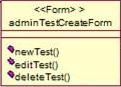 <<Form>>
adminTestCreateForm
newTest()
editTest()
deleteTest()